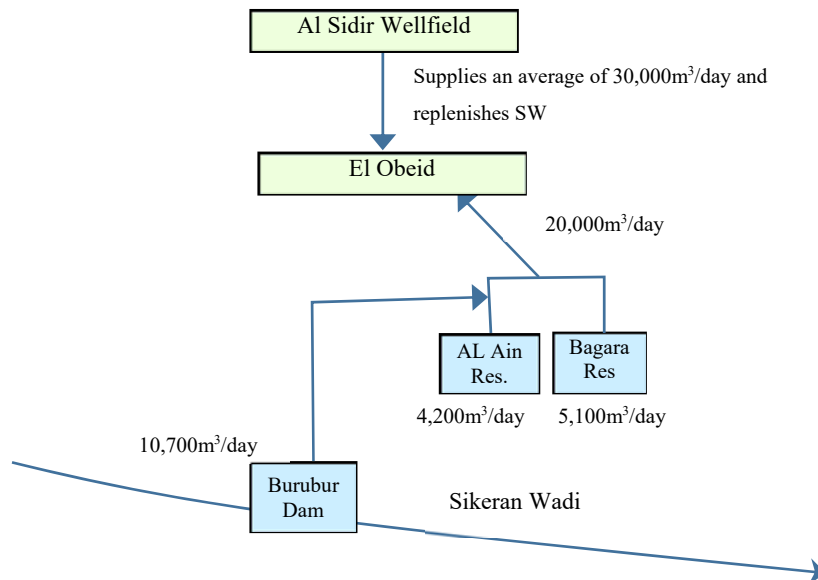 Al Sidir Wellfield
Supplies an average of 30,000m³/day and
replenishes SW
El Obeid
20,000m³/day
AL Ain
Res.
Bagara
Res
4,200m³/day
5,100m³/day
10,700m³/day
Burubur
Dam
Sikeran Wadi